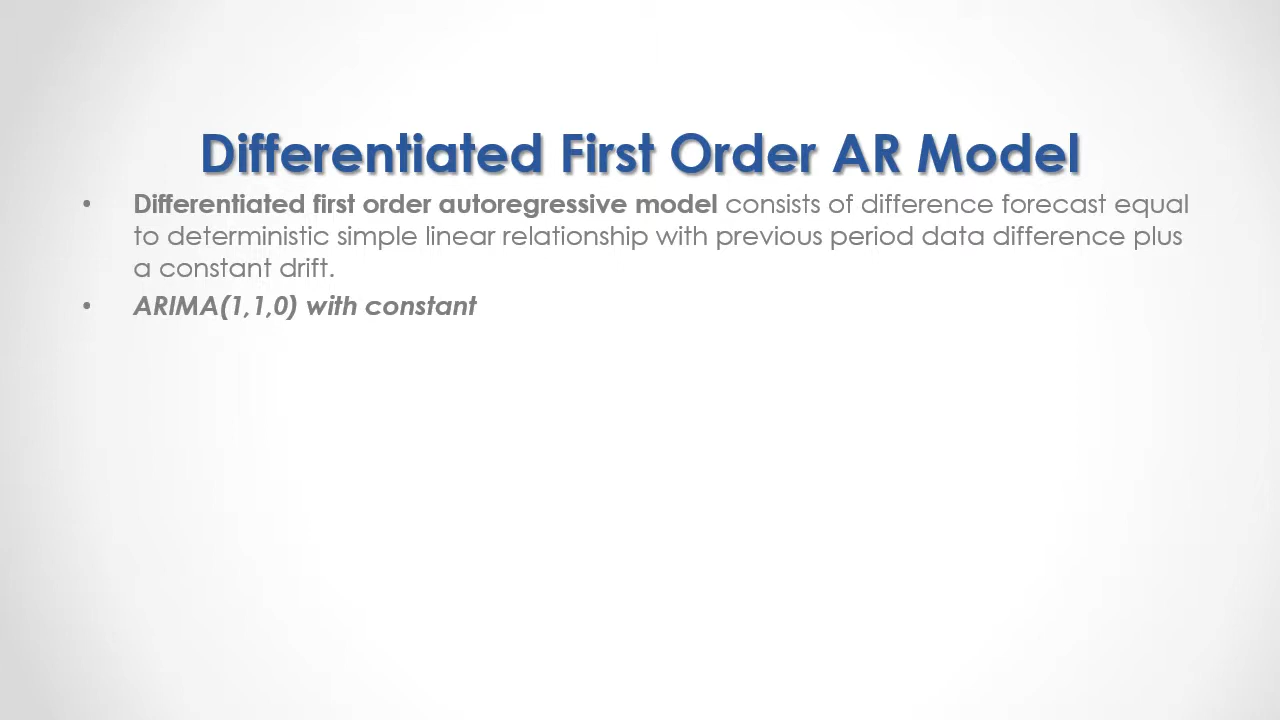 Differentiated First Order AR Model
• Differentiated first order autoregressive model consists of difference forecast equal
to deterministic simple linear relationship with previous period data difference plus
a constant drift.
• ARIMA(1,1,0) with constant